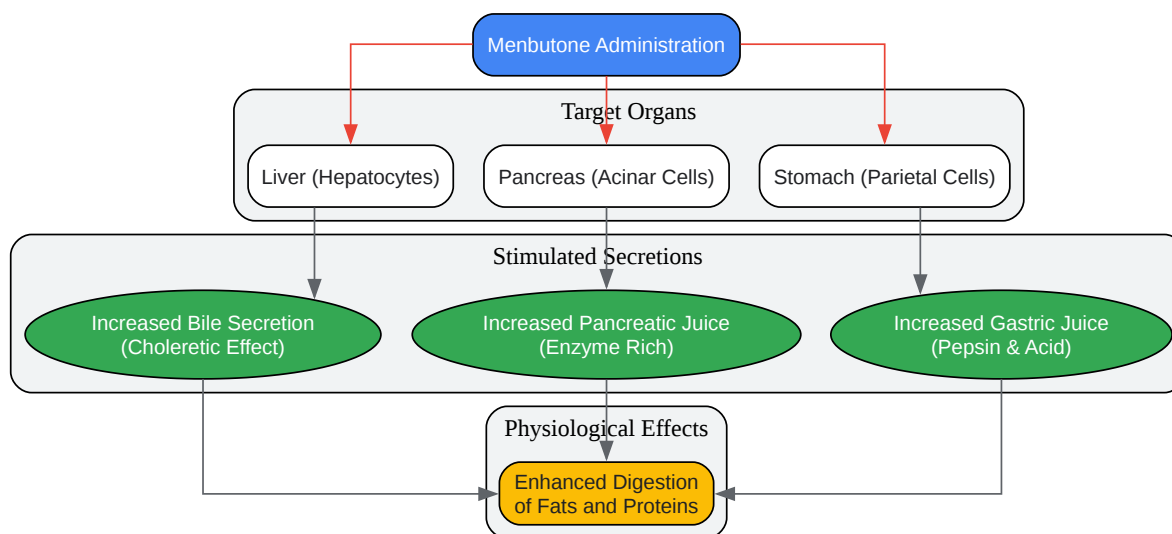 Menbutone Administration
Target Organs
Liver (Hepatocytes)
Pancreas (Acinar Cells)
Stomach (Parietal Cells)
Stimulated Secretions
Increased Bile Secretion
(Choleretic Effect)
Increased Pancreatic Juice
(Enzyme Rich)
Increased Gastric Juice
(Pepsin & Acid)
Physiological Effects
Enhanced Digestion
of Fats and Proteins